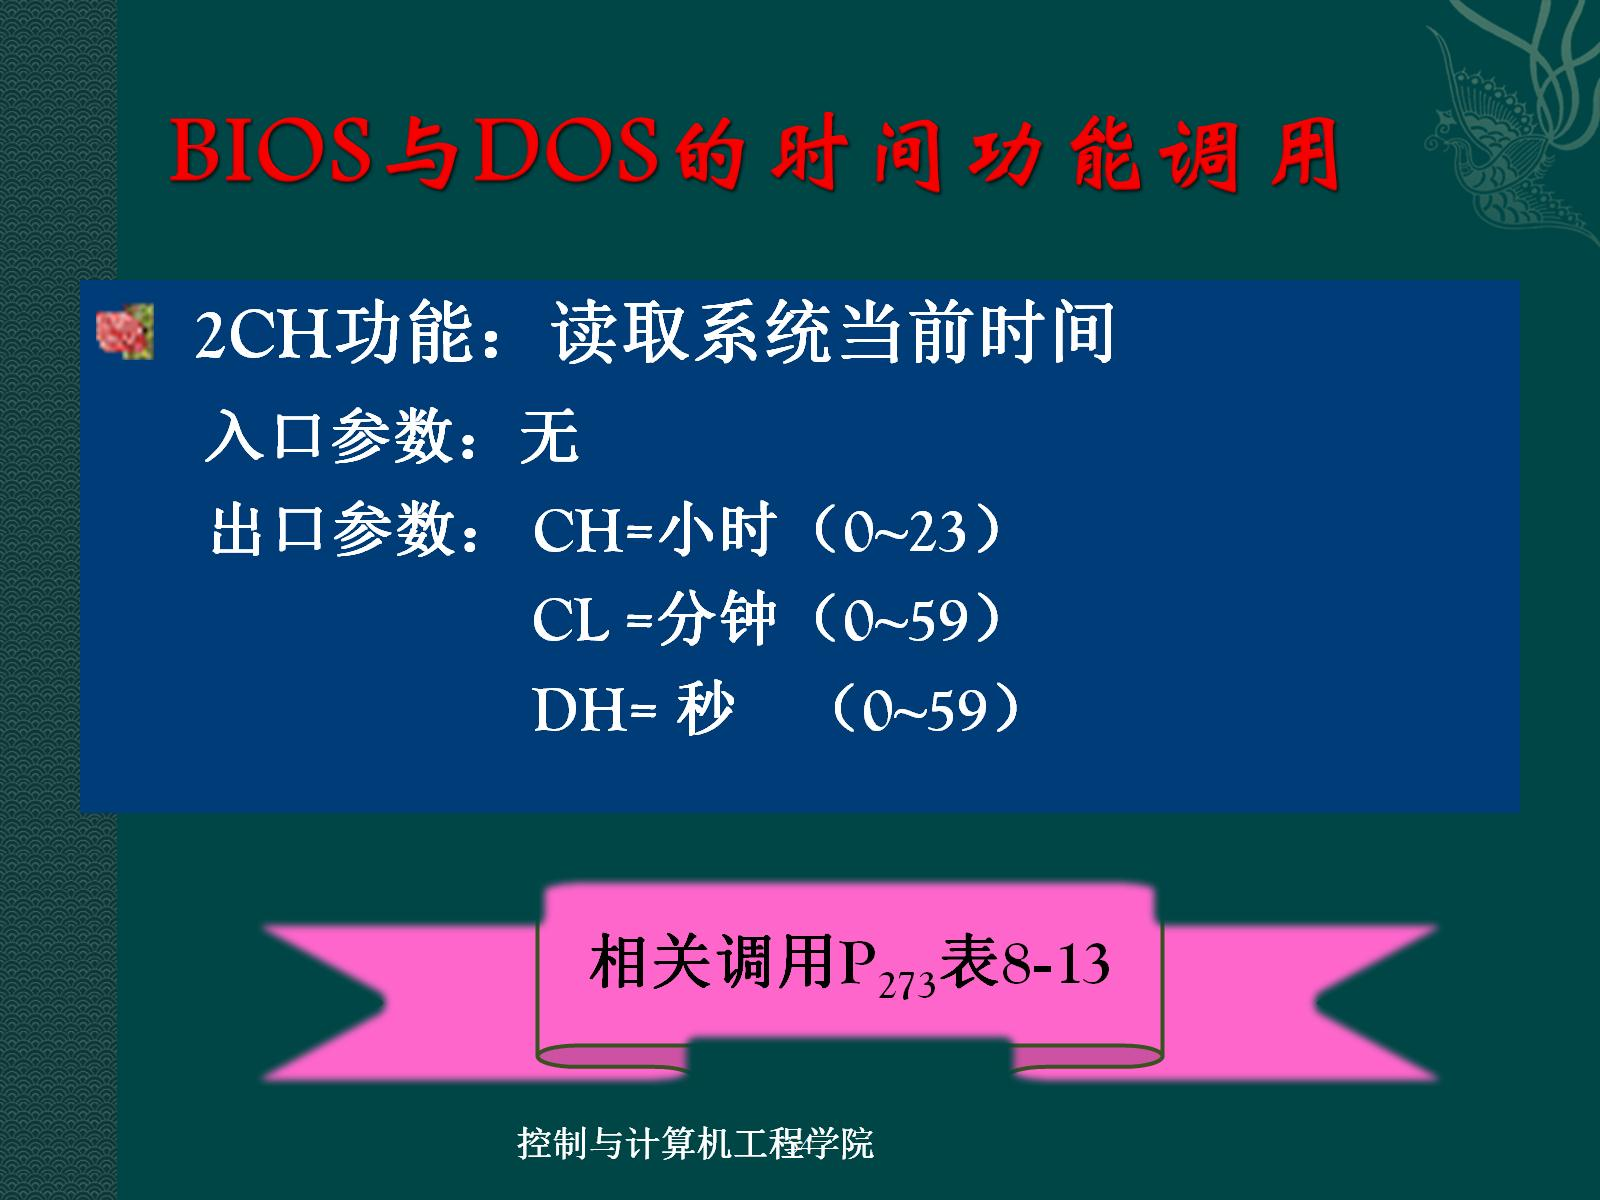 BIOS与DOS的时间功能调用
2CH功能：读取系统当前时间
入口参数：无
出口参数： CH=小时（0~23）
CL =分钟（0~59）
DH= 秒 （0~59）
相关调用P273表8-13
控制与计算机工程学院